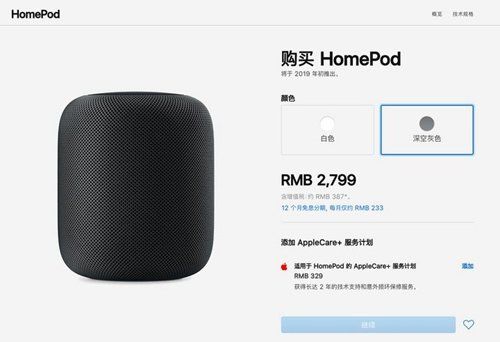 HomePod
概览
技术规格
购买 HomePod
将于 2019 年初推出。
颜色
白色
深空灰色
RMB 2,799
含增值税: 约 RMB 387*。
12 个月免息分期, 每月仅约 RMB 233
添加 AppleCare+ 服务计划
适用于 HomePod 的 AppleCare+ 服务计划
添加
RMB 329
获得长达 2 年的技术支持和意外损坏保修服务。
继续